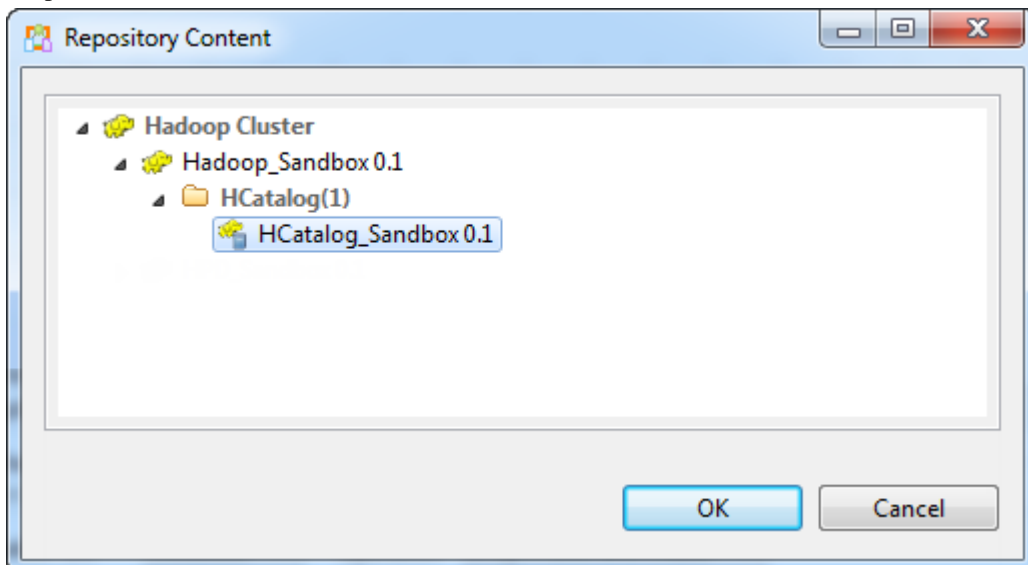 Repository Content
Hadoop Cluster
Hadoop_Sandbox 0.1
HCatalog(1)
HCatalog_Sandbox 0.1
OK
Cancel